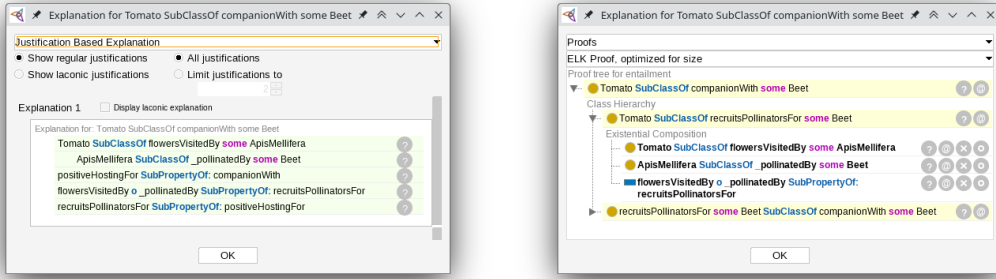 Explanation for Tomato SubClassOf companionWith some Beet
Justification Based Explanation
Show regular justifications All justifications
Show laconic justifications Limit justifications to
2
Explanation 1 Display laconic explanation
Explanation for: Tomato SubClassOf companionWith some Beet
Tomato SubClassOf flowersVisitedBy some ApisMellifera ?
ApisMellifera SubClassOf _pollinatedBy some Beet ?
positiveHostingFor SubPropertyOf: companionWith ?
flowersVisitedBy o _pollinatedBy SubPropertyOf: recruitsPollinatorsFor ?
recruitsPollinatorsFor SubPropertyOf: positiveHostingFor ?
OK
Explanation for Tomato SubClassOf companionWith some Beet
Proofs
ELK Proof, optimized for size
Proof tree for entailment
Tomato SubClassOf companionWith some Beet ? @
Class Hierarchy
Tomato SubClassOf recruitsPollinatorsFor some Beet ? @
Existential Composition
Tomato SubClassOf flowersVisitedBy some ApisMellifera ? @ X O
ApisMellifera SubClassOf _pollinatedBy some Beet ? @ X O
flowersVisitedBy o _pollinatedBy SubPropertyOf: ? @ X O
recruitsPollinatorsFor
recruitsPollinatorsFor some Beet SubClassOf companionWith some Beet ? @
OK